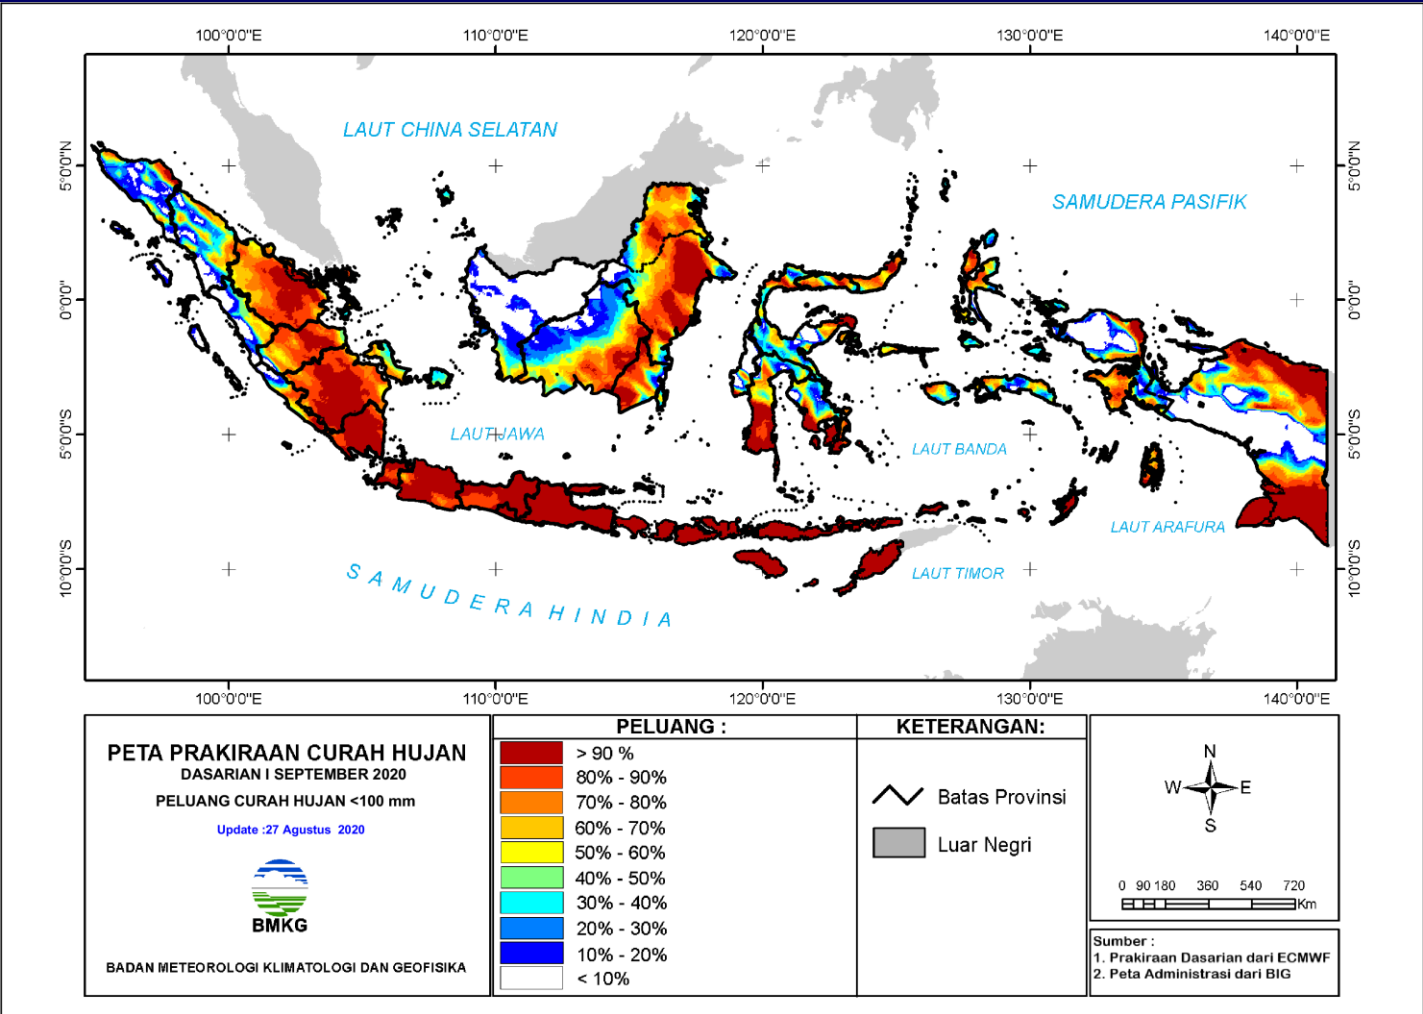 100°0'0"E 110°0'0"E 120°0'0"E 130°0'0"E 140°0'0"E
5°0'0"N 5°0'0"N
0°0'0" 0°0'0"
5°0'0"S 5°0'0"S
10°0'0"S 10°0'0"S
LAUT CHINA SELATAN
SAMUDERA PASIFIK
LAUT JAWA
LAUT BANDA
LAUT ARAFURA
LAUT TIMOR
SAMUDERA HINDIA
100°0'0"E 110°0'0"E 120°0'0"E 130°0'0"E 140°0'0"E
PETA PRAKIRAAN CURAH HUJAN
DASARIAN I SEPTEMBER 2020
PELUANG CURAH HUJAN <100 mm
Update :27 Agustus 2020
BMKG
BADAN METEOROLOGI KLIMATOLOGI DAN GEOFISIKA
PELUANG :
> 90 %
80% - 90%
70% - 80%
60% - 70%
50% - 60%
40% - 50%
30% - 40%
20% - 30%
10% - 20%
< 10%
KETERANGAN:
Batas Provinsi
Luar Negri
N
W E
S
0 90 180 360 540 720
Km
Sumber :
1. Prakiraan Dasarian dari ECMWF
2. Peta Administrasi dari BIG